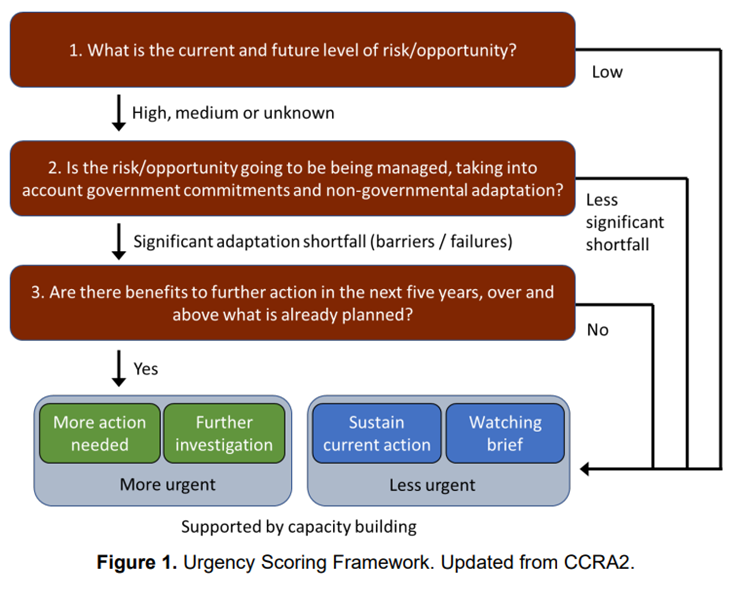 1. What is the current and future level of risk/opportunity?
Low
High, medium or unknown
2. Is the risk/opportunity going to be being managed, taking into
account government commitments and non-governmental adaptation?
Less
significant
shortfall
Significant adaptation shortfall (barriers / failures)
3. Are there benefits to further action in the next five years, over and
above what is already planned?
No
Yes
More action
needed
Further
investigation
More urgent
Sustain
current action
Watching
brief
Less urgent
Supported by capacity building
Figure 1. Urgency Scoring Framework. Updated from CCRA2.